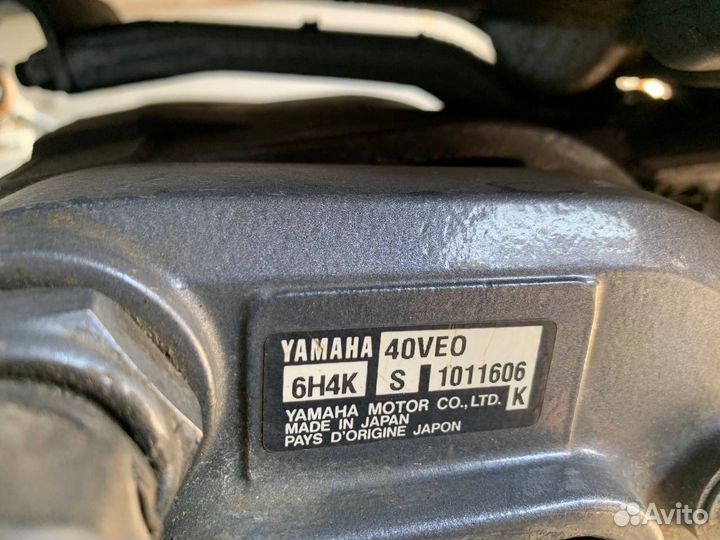 YAMAHA 40VEO
6H4K S 1011606
K
YAMAHA MOTOR CO., LTD.
MADE IN JAPAN
PAYS D'ORIGINE JAPON
Avito